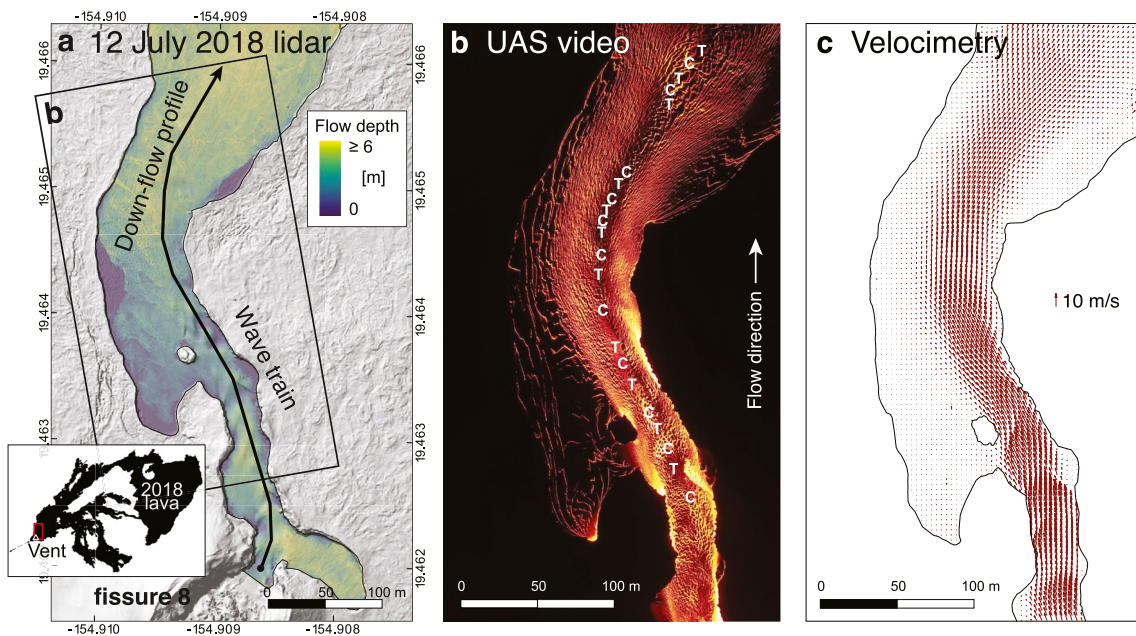 −154.910
−154.909
−154.908
a 12 July 2018 lidar
19.466
19.466
b
Down-flow profile
Flow depth
≥ 6
[m]
0
19.465
19.465
19.464
19.464
Wave train
19.463
19.463
2018
lava
Vent
19.462
fissure 8
0
50
100 m
−154.910
−154.909
−154.908
b UAS video
T
C
T
C
T
C
T
C
T
C
T
C
T
C
T
C
T
C
T
C
T
C
Flow direction
0
50
100 m
c Velocimetry
10 m/s
0
50
100 m